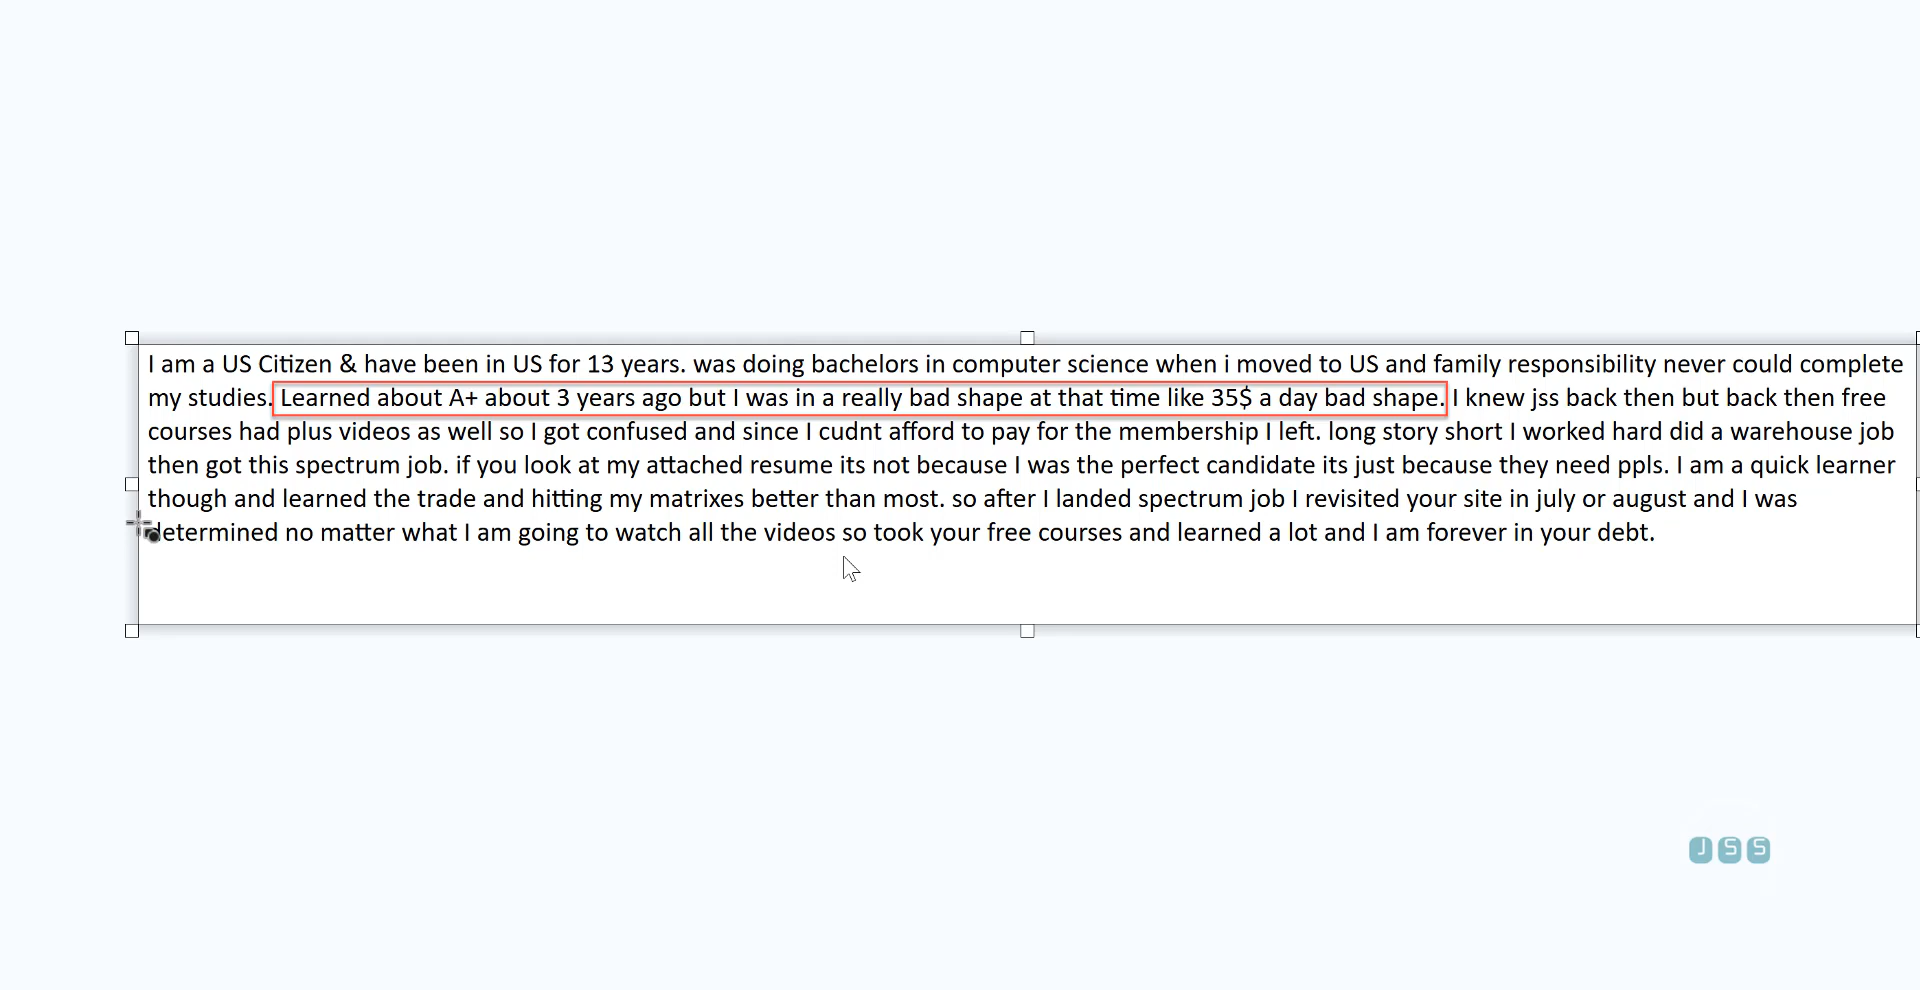 I am a US Citizen & have been in US for 13 years. was doing bachelors in computer science when i moved to US and family responsibility never could complete
my studies. Learned about A+ about 3 years ago but I was in a really bad shape at that time like 35$ a day bad shape. I knew jss back then but back then free
courses had plus videos as well so I got confused and since I cudnt afford to pay for the membership I left. long story short I worked hard did a warehouse job
then got this spectrum job. if you look at my attached resume its not because I was the perfect candidate its just because they need ppls. I am a quick learner
though and learned the trade and hitting my matrixes better than most. so after I landed spectrum job I revisited your site in july or august and I was
determined no matter what I am going to watch all the videos so took your free courses and learned a lot and I am forever in your debt.
JSS